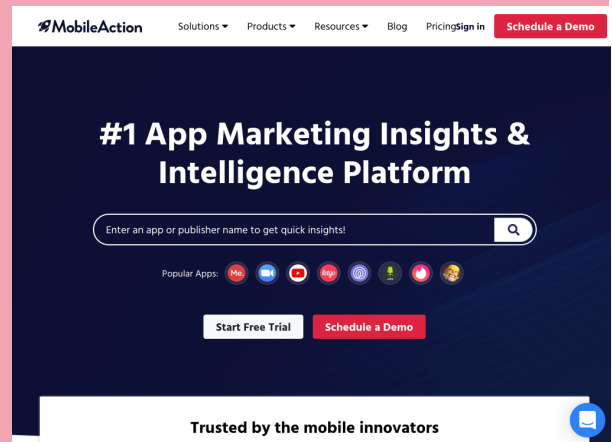 MobileAction
Solutions Products Resources Blog Pricing Sign in Schedule a Demo
#1 App Marketing Insights &
Intelligence Platform
Enter an app or publisher name to get quick insights!
Popular Apps: Me. letgo
Start Free Trial Schedule a Demo
Trusted by the mobile innovators